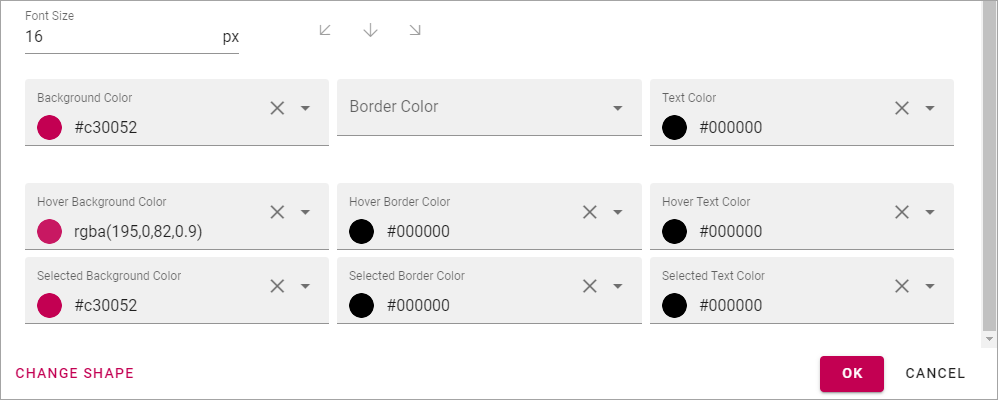 Font Size
16 px
Background Color
#c30052
Border Color
Text Color
#000000
Hover Background Color
rgba(195,0,82,0.9)
Hover Border Color
#000000
Hover Text Color
#000000
Selected Background Color
#c30052
Selected Border Color
#000000
Selected Text Color
#000000
CHANGE SHAPE
OK
CANCEL